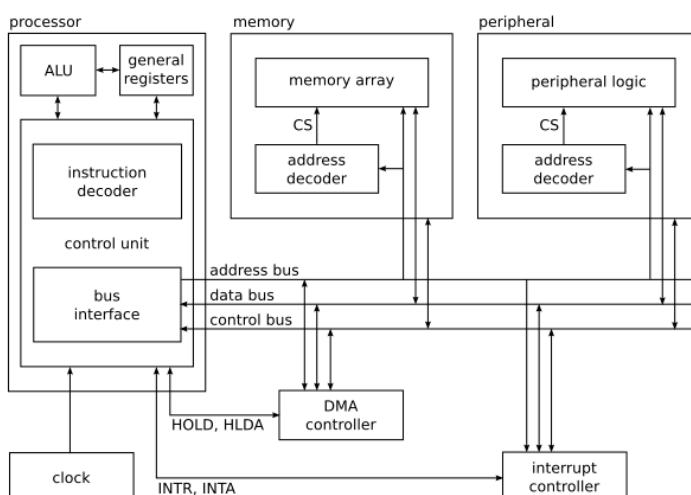 processor
memory
peripheral
ALU
general
registers
memory array
peripheral logic
CS
CS
address
decoder
address
decoder
instruction
decoder
control unit
address bus
bus
interface
data bus
control bus
DMA
controller
HOLD, HLDA
clock
INTR, INTA
interrupt
controller